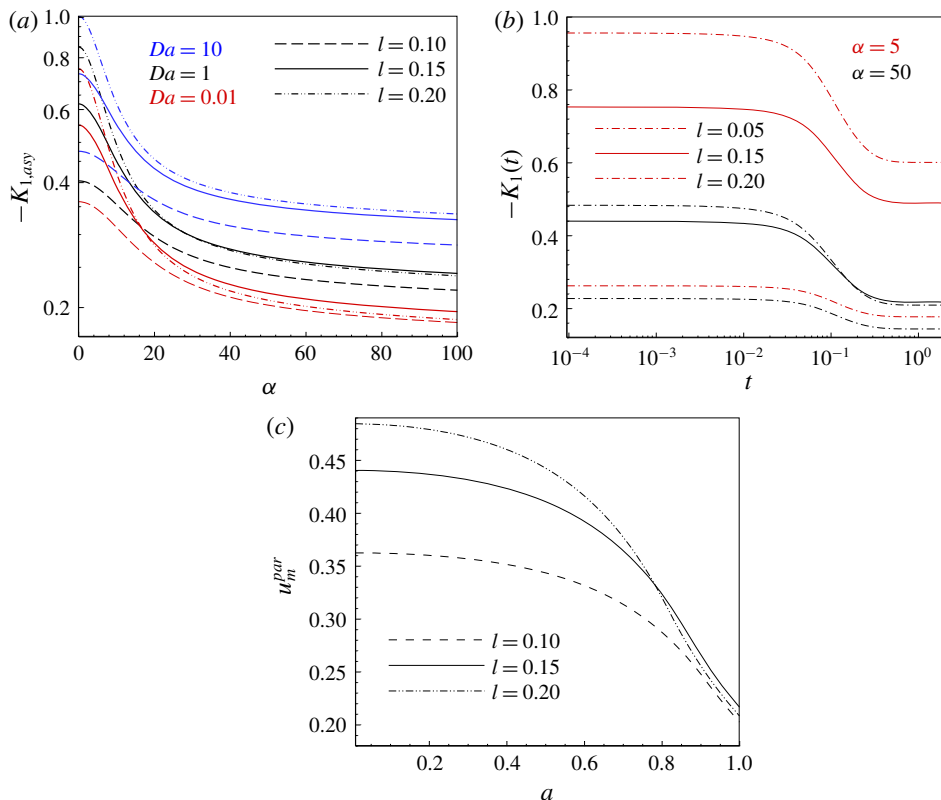 (a)
1.0
0.6
0.4
0.2
−K1,asy
Da = 10
Da = 1
Da = 0.01
l = 0.10
l = 0.15
l = 0.20
0
20
40
60
80
100
α
(b)
1.0
0.8
0.6
0.4
0.2
−K1(t)
α = 5
α = 50
l = 0.05
l = 0.15
l = 0.20
10−4
10−3
10−2
10−1
100
t
(c)
0.45
0.40
0.35
0.30
0.25
0.20
u_m^par
l = 0.10
l = 0.15
l = 0.20
0.2
0.4
0.6
0.8
1.0
a